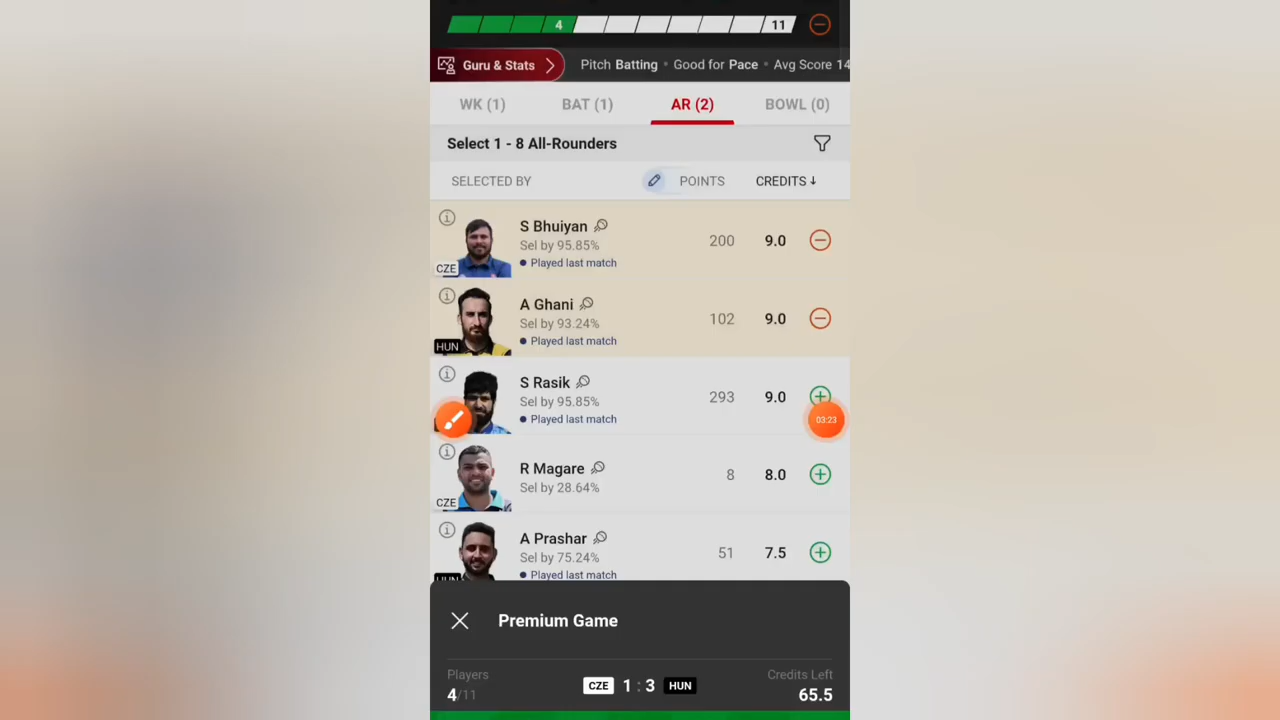 4 11
Guru & Stats Pitch Batting • Good for Pace • Avg Score 14
WK (1) BAT (1) AR (2) BOWL (0)
Select 1 - 8 All-Rounders
SELECTED BY POINTS CREDITS ↓
S Bhuiyan
Sel by 95.85%
• Played last match
CZE
200 9.0
A Ghani
Sel by 93.24%
• Played last match
HUN
102 9.0
S Rasik
Sel by 95.85%
• Played last match
293 9.0
03:23
R Magare
Sel by 28.64%
CZE
8 8.0
A Prashar
Sel by 75.24%
• Played last match
HUN
51 7.5
Premium Game
Players Credits Left
4/11 CZE 1 : 3 HUN 65.5